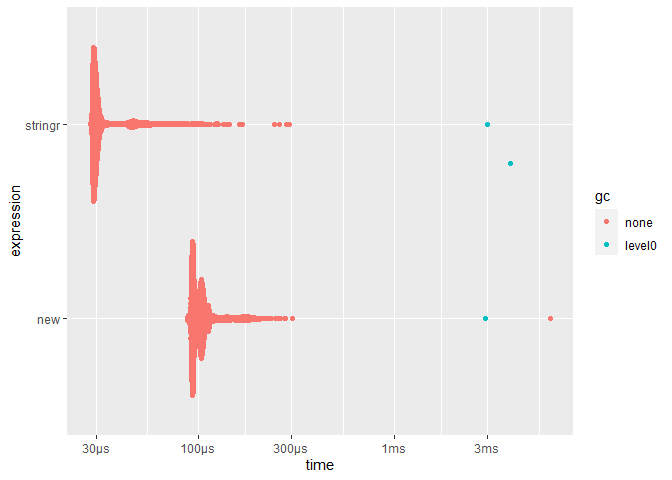 expression
stringr
new
30µs
100µs
300µs
1ms
3ms
time
gc
none
level0